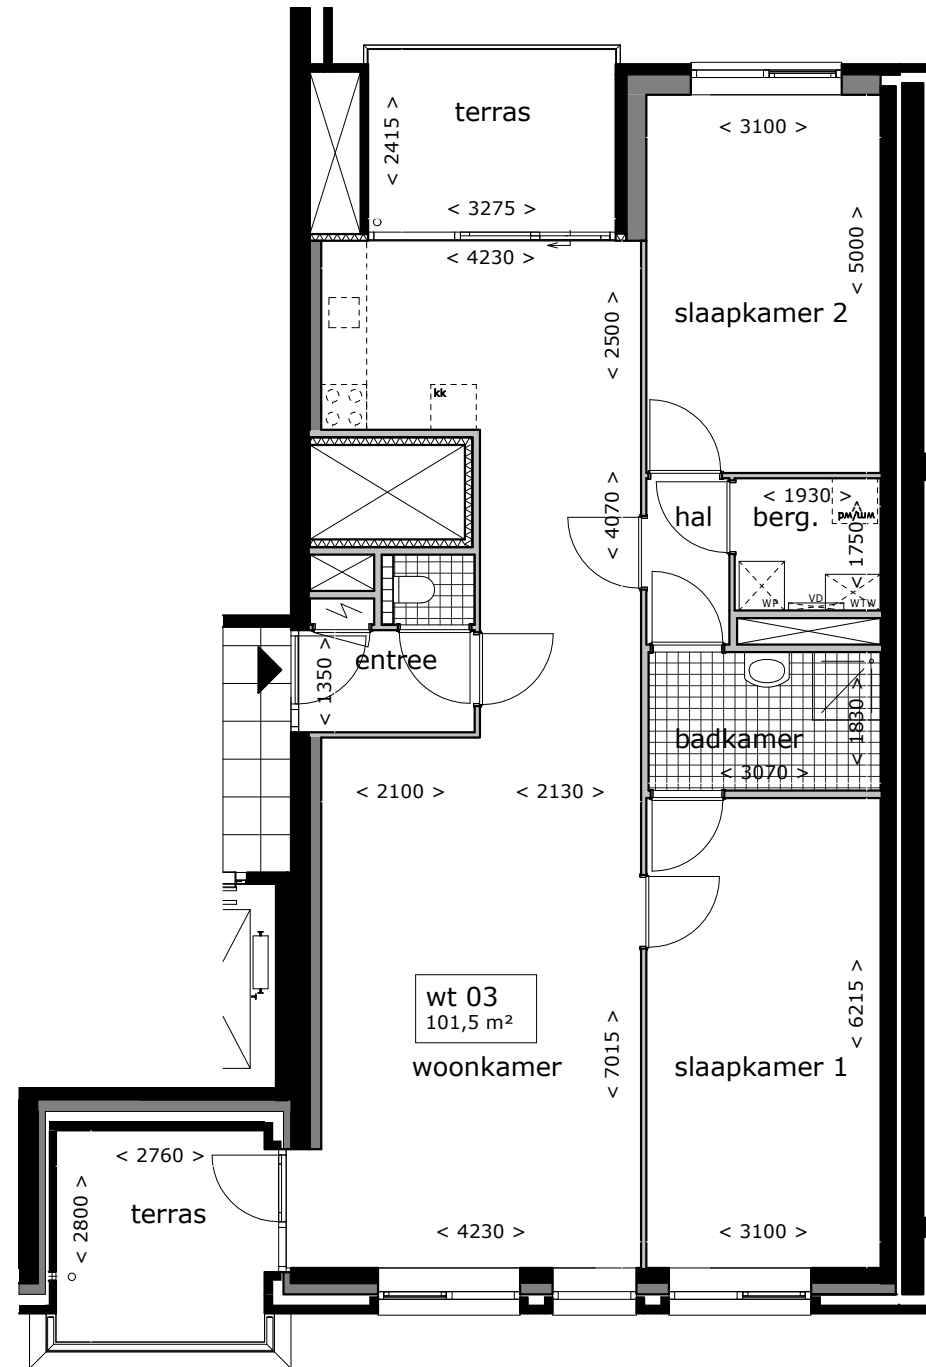 terras
< 2415 >
< 3275 >
< 4230 >
< 3100 >
< 5000 >
slaapkamer 2
< 2500 >
kk
< 4070 >
hal
< 1930 >
berg.
wm/wd
< 1750 >
WP
VD
WTW
entree
< 1350 >
badkamer
< 1830 >
< 3070 >
< 2100 >
< 2130 >
wt 03
101,5 m²
woonkamer
< 7015 >
slaapkamer 1
< 6215 >
< 2760 >
terras
< 2800 >
< 4230 >
< 3100 >